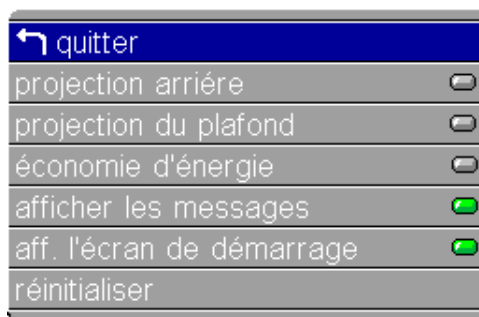 quitter
projection arriére
projection du plafond
économie d'énergie
afficher les messages
aff. l'écran de démarrage
réinitialiser